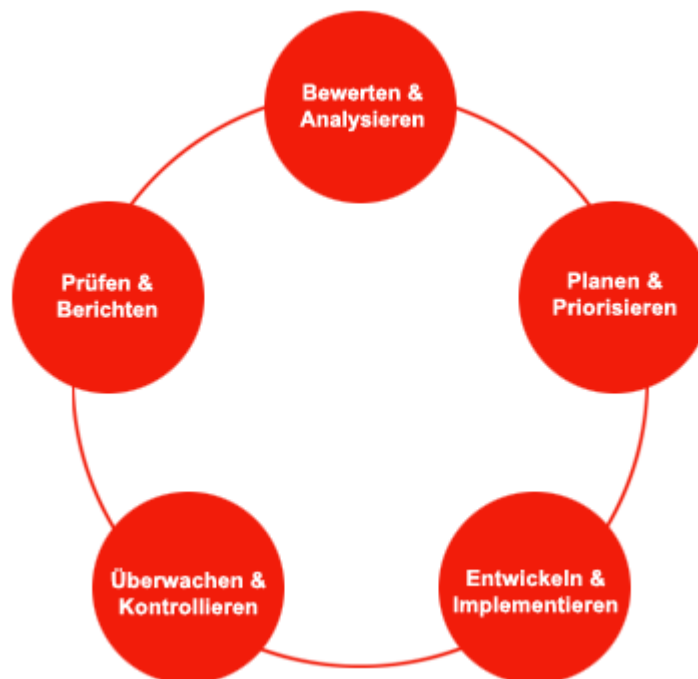 Bewerten &
Analysieren
Planen &
Priorisieren
Entwickeln &
Implementieren
Überwachen &
Kontrollieren
Prüfen &
Berichten